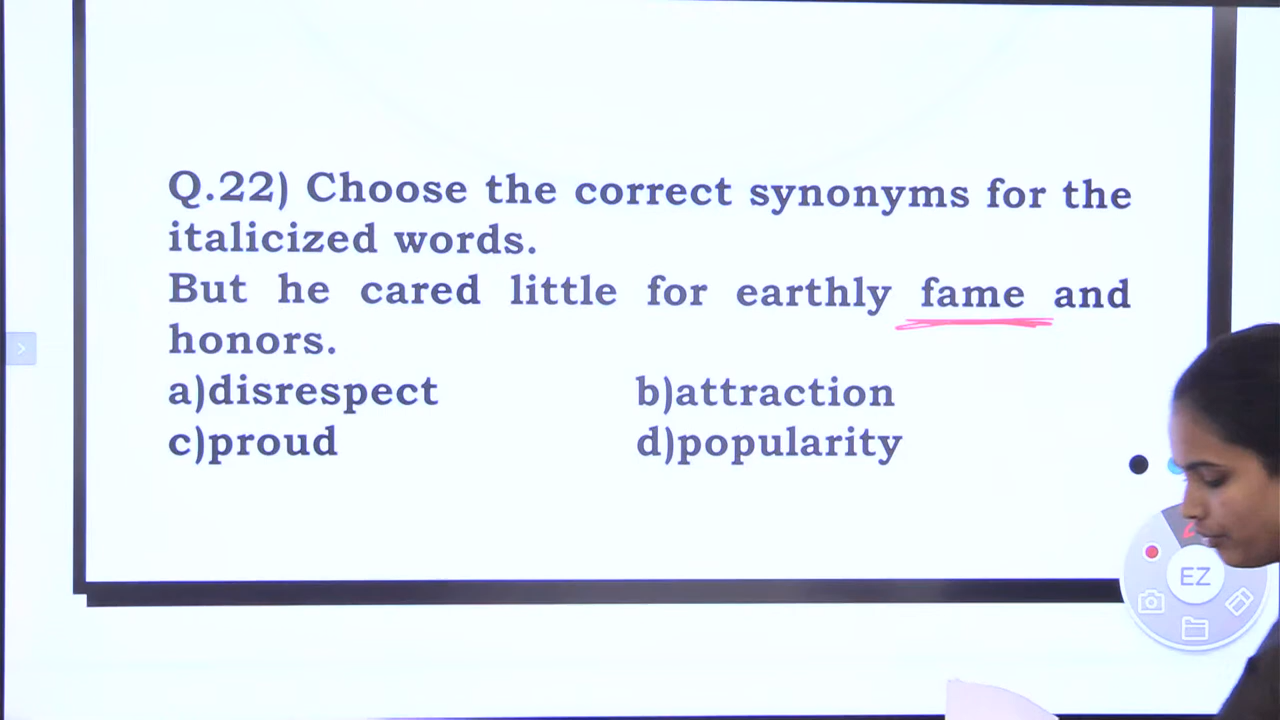 Q.22) Choose the correct synonyms for the
italicized words.
But he cared little for earthly fame and
honors.
a)disrespect b)attraction
c)proud d)popularity
EZ